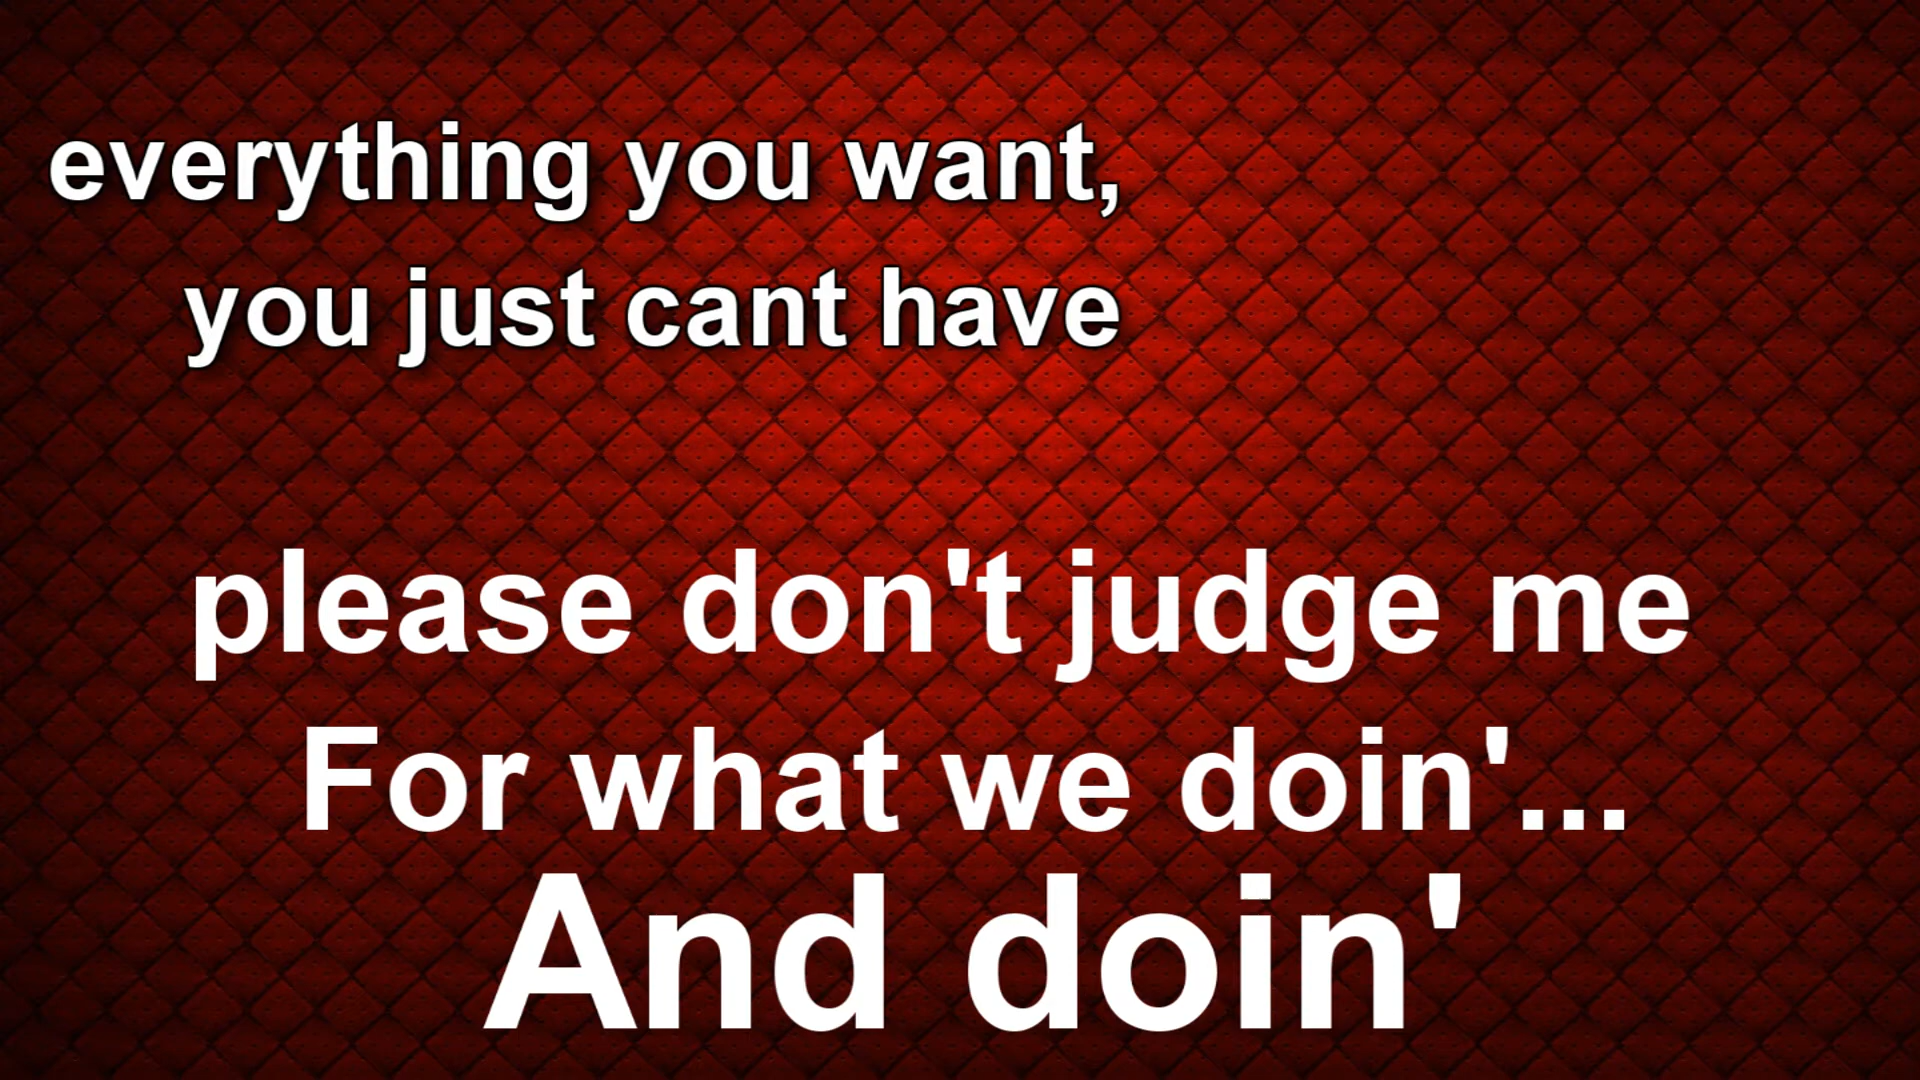 everything you want,
you just cant have
please don't judge me
For what we doin'...
And doin'